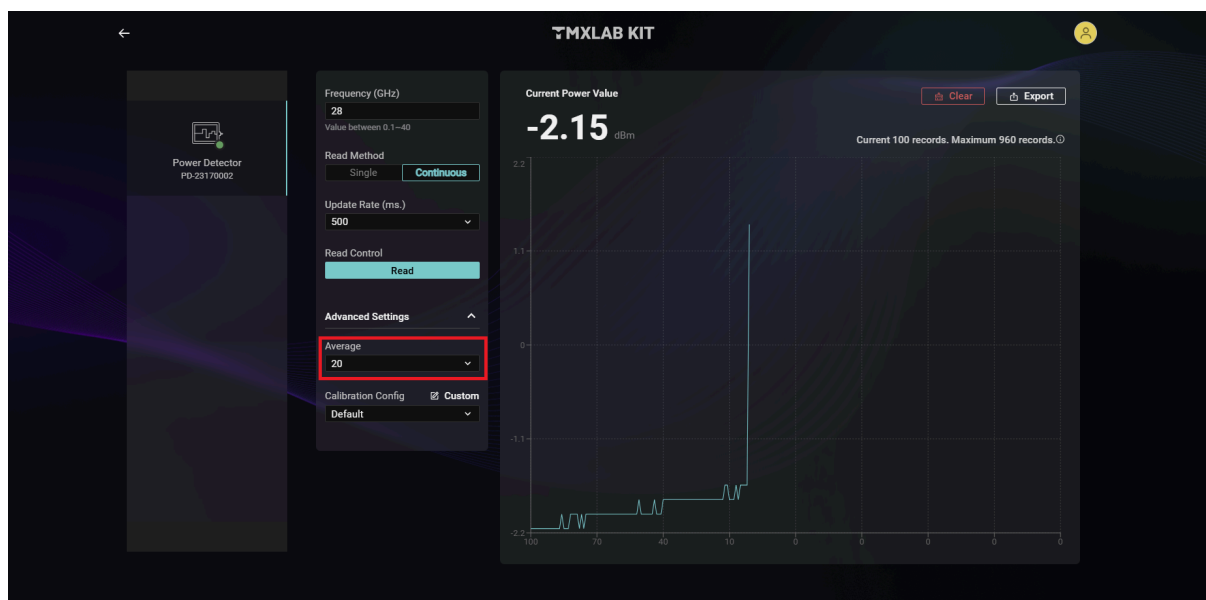 TMXLAB KIT
Power Detector
PD-23170002
Frequency (GHz)
28
Value between 0.1~40
Read Method
Single Continuous
Update Rate (ms.)
500
Read Control
Read
Advanced Settings
Average
20
Calibration Config Custom
Default
Current Power Value
Clear Export
-2.15 dBm
Current 100 records. Maximum 960 records.
2.2
1.1
0
-1.1
-2.2
100 70 40 10 0 0 0 0 0